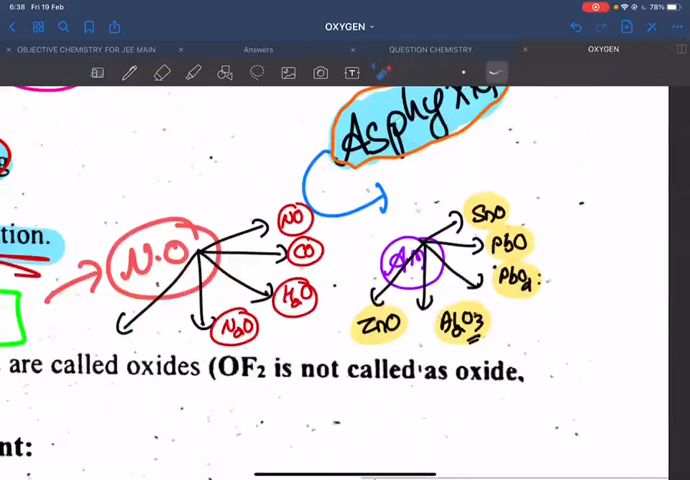 6:38 Fri 19 Feb
78%
OXYGEN
OBJECTIVE CHEMISTRY FOR JEE MAIN
Answers
QUESTION CHEMISTRY
OXYGEN
Asphyxia
tion.
N.O
NO
CO
H2O
N2O
Am
SnO
PbO
PbO2
Al2O3
ZnO
are called oxides (OF2 is not called as oxide,
nt: